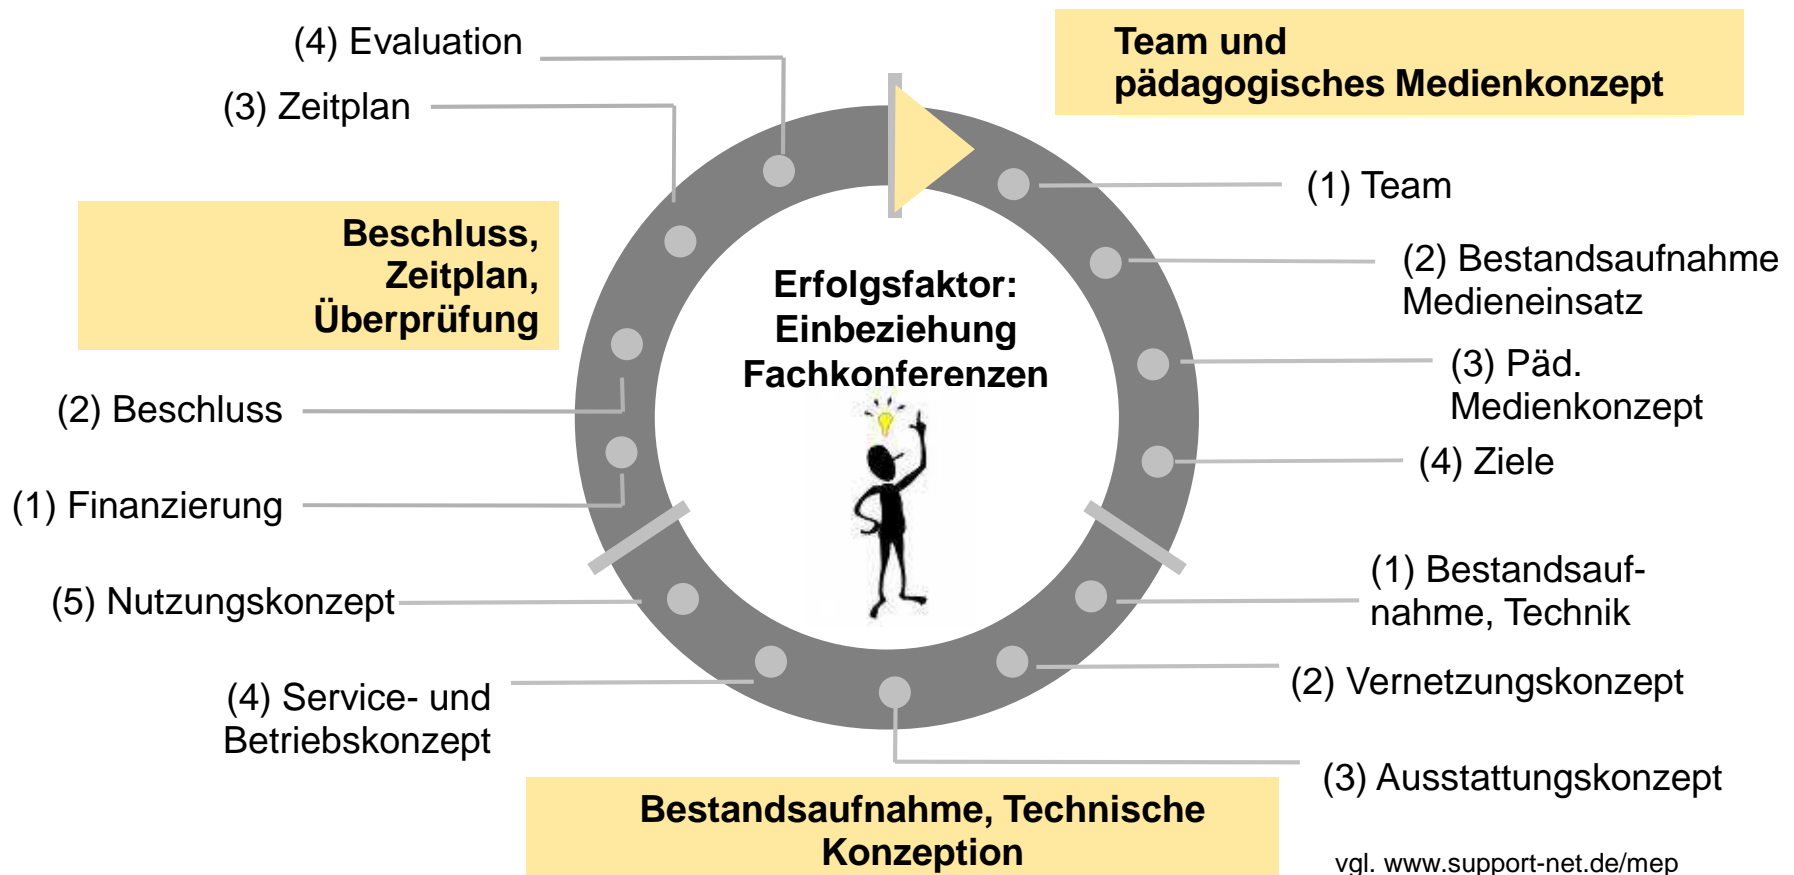 Team und
pädagogisches Medienkonzept
(1) Team
(2) Bestandsaufnahme
Medieneinsatz
(3) Päd.
Medienkonzept
(4) Ziele
(1) Bestandsauf-
nahme, Technik
(2) Vernetzungskonzept
(3) Ausstattungskonzept
Bestandsaufnahme, Technische
Konzeption
(4) Service- und
Betriebskonzept
(5) Nutzungskonzept
(1) Finanzierung
(2) Beschluss
Beschluss,
Zeitplan,
Überprüfung
(3) Zeitplan
(4) Evaluation
Erfolgsfaktor:
Einbeziehung
Fachkonferenzen
vgl. www.support-net.de/mep